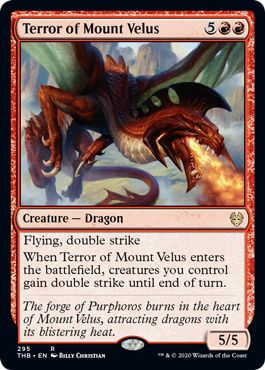 Terror of Mount Velus 5
Creature — Dragon
Flying, double strike
When Terror of Mount Velus enters
the battlefield, creatures you control
gain double strike until end of turn.
The forge of Purphoros burns in the heart
of Mount Velus, attracting dragons with
its blistering heat.
5/5
295 R
THB • EN Billy Christian ™ & © 2020 Wizards of the Coast